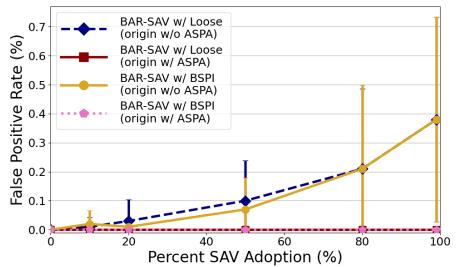 False Positive Rate (%)
0.7
0.6
0.5
0.4
0.3
0.2
0.1
0.0
BAR-SAV w/ Loose
(origin w/o ASPA)
BAR-SAV w/ Loose
(origin w/ ASPA)
BAR-SAV w/ BSPI
(origin w/o ASPA)
BAR-SAV w/ BSPI
(origin w/ ASPA)
0 20 40 60 80 100
Percent SAV Adoption (%)